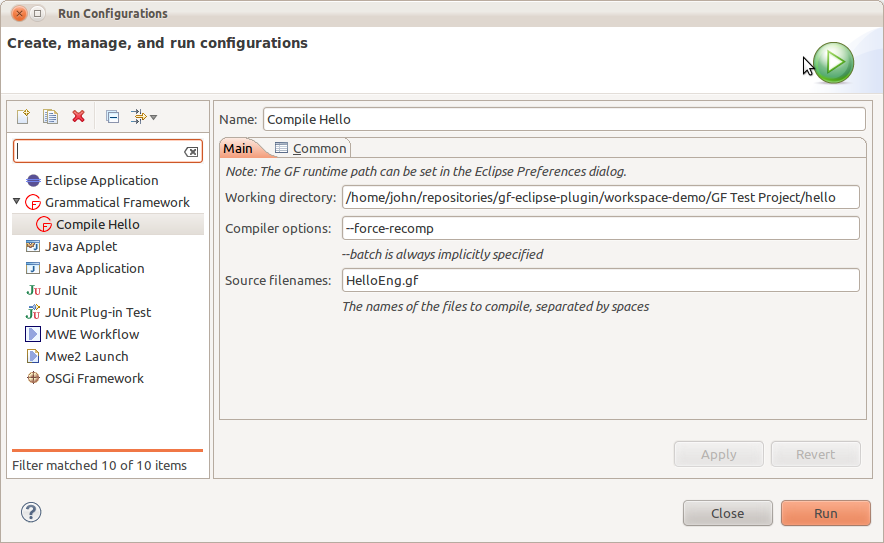 Run Configurations
Create, manage, and run configurations
Name: Compile Hello
Main Common
Note: The GF runtime path can be set in the Eclipse Preferences dialog.
Working directory: /home/john/repositories/gf-eclipse-plugin/workspace-demo/GF Test Project/hello
Compiler options: --force-recomp
--batch is always implicitly specified
Source filenames: HelloEng.gf
The names of the files to compile, separated by spaces
Eclipse Application
Grammatical Framework
Compile Hello
Java Applet
Java Application
JUnit
JUnit Plug-in Test
MWE Workflow
Mwe2 Launch
OSGi Framework
Filter matched 10 of 10 items
Apply Revert
Close Run